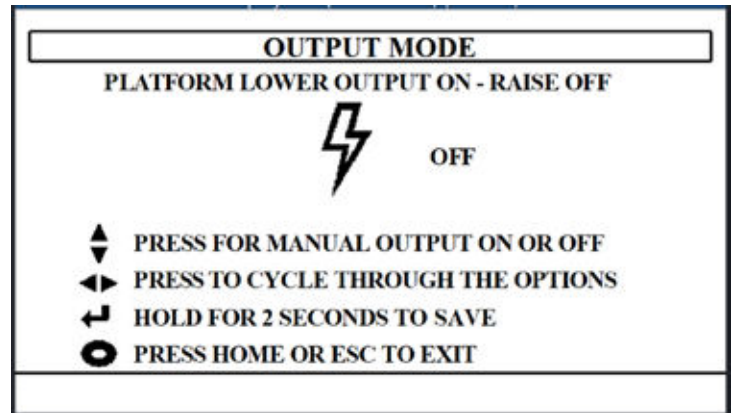 OUTPUT MODE
PLATFORM LOWER OUTPUT ON - RAISE OFF
OFF
PRESS FOR MANUAL OUTPUT ON OR OFF
PRESS TO CYCLE THROUGH THE OPTIONS
HOLD FOR 2 SECONDS TO SAVE
PRESS HOME OR ESC TO EXIT